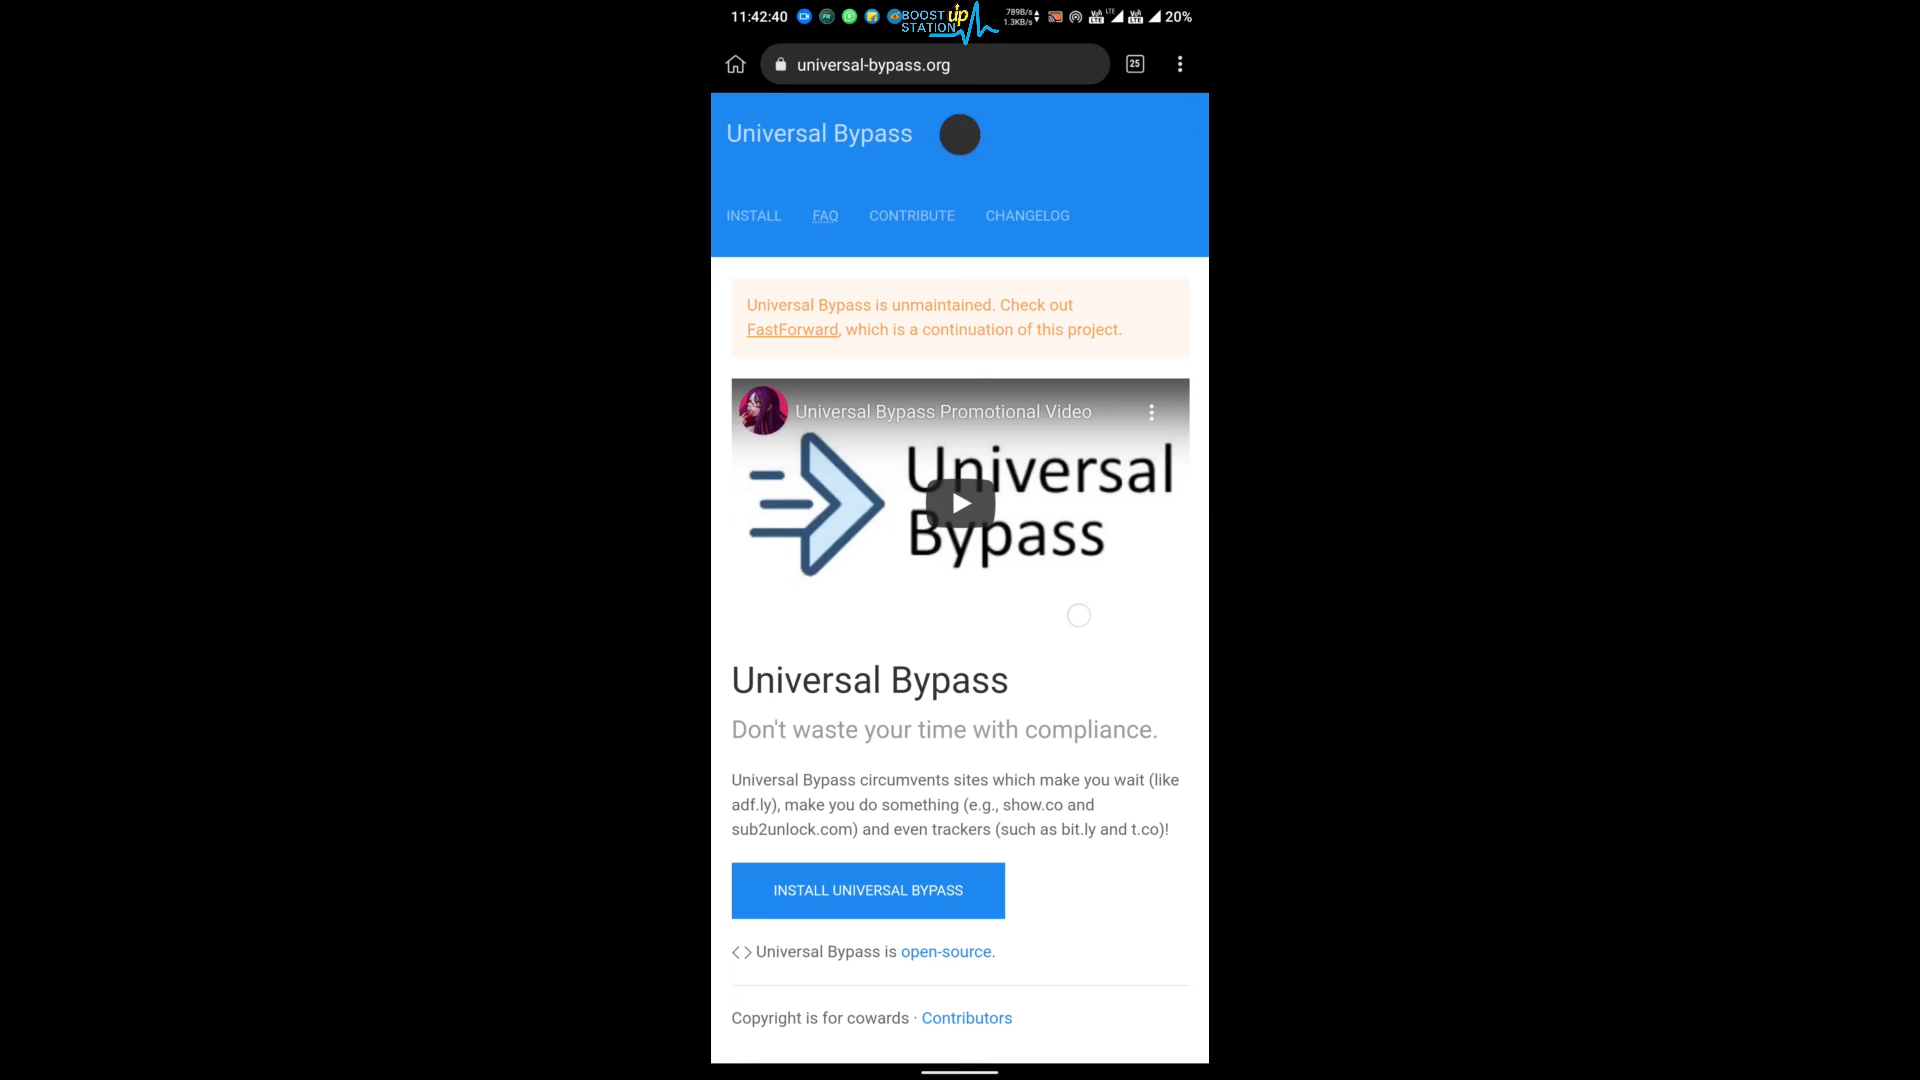 11:42:40
BOOST up
STATION
789B/s
1.3KB/s
LTE
20%
universal-bypass.org
25
Universal Bypass
INSTALL FAQ CONTRIBUTE CHANGELOG
Universal Bypass is unmaintained. Check out
FastForward, which is a continuation of this project.
Universal Bypass Promotional Video
Universal
Bypass
Universal Bypass
Don't waste your time with compliance.
Universal Bypass circumvents sites which make you wait (like
adf.ly), make you do something (e.g., show.co and
sub2unlock.com) and even trackers (such as bit.ly and t.co)!
INSTALL UNIVERSAL BYPASS
Universal Bypass is open-source.
Copyright is for cowards · Contributors